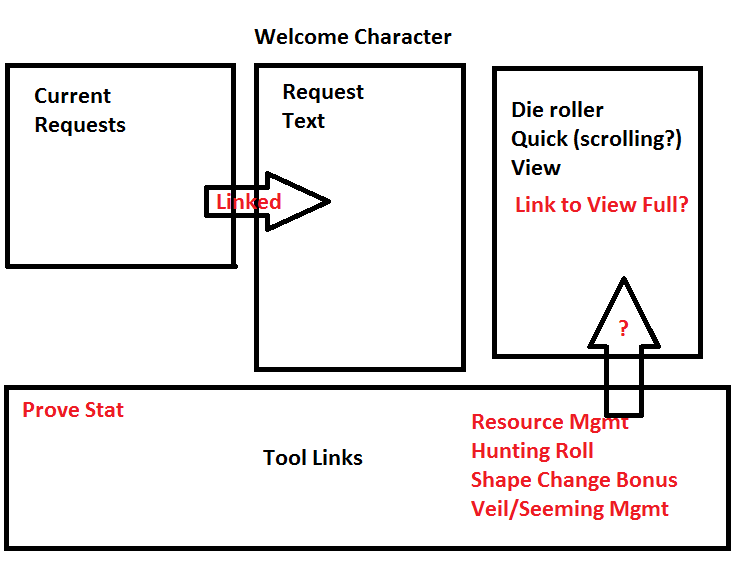 Welcome Character
Current
Requests
Request
Text
Linked
Die roller
Quick (scrolling?)
View
Link to View Full?
?
Prove Stat
Tool Links
Resource Mgmt
Hunting Roll
Shape Change Bonus
Veil/Seeming Mgmt